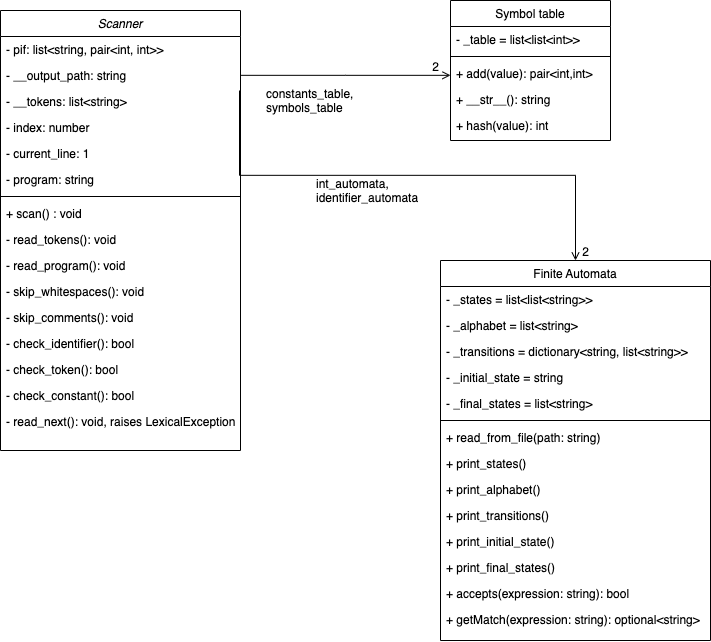 Scanner
- pif: list<string, pair<int, int>>
- __output_path: string
- __tokens: list<string>
- index: number
- current_line: 1
- program: string
+ scan() : void
- read_tokens(): void
- read_program(): void
- skip_whitespaces(): void
- skip_comments(): void
- check_identifier(): bool
- check_token(): bool
- check_constant(): bool
- read_next(): void, raises LexicalException
2
constants_table,
symbols_table
Symbol table
- _table = list<list<int>>
+ add(value): pair<int,int>
+ __str__(): string
+ hash(value): int
int_automata,
identifier_automata
2
Finite Automata
- _states = list<list<string>>
- _alphabet = list<string>
- _transitions = dictionary<string, list<string>>
- _initial_state = string
- _final_states = list<string>
+ read_from_file(path: string)
+ print_states()
+ print_alphabet()
+ print_transitions()
+ print_initial_state()
+ print_final_states()
+ accepts(expression: string): bool
+ getMatch(expression: string): optional<string>